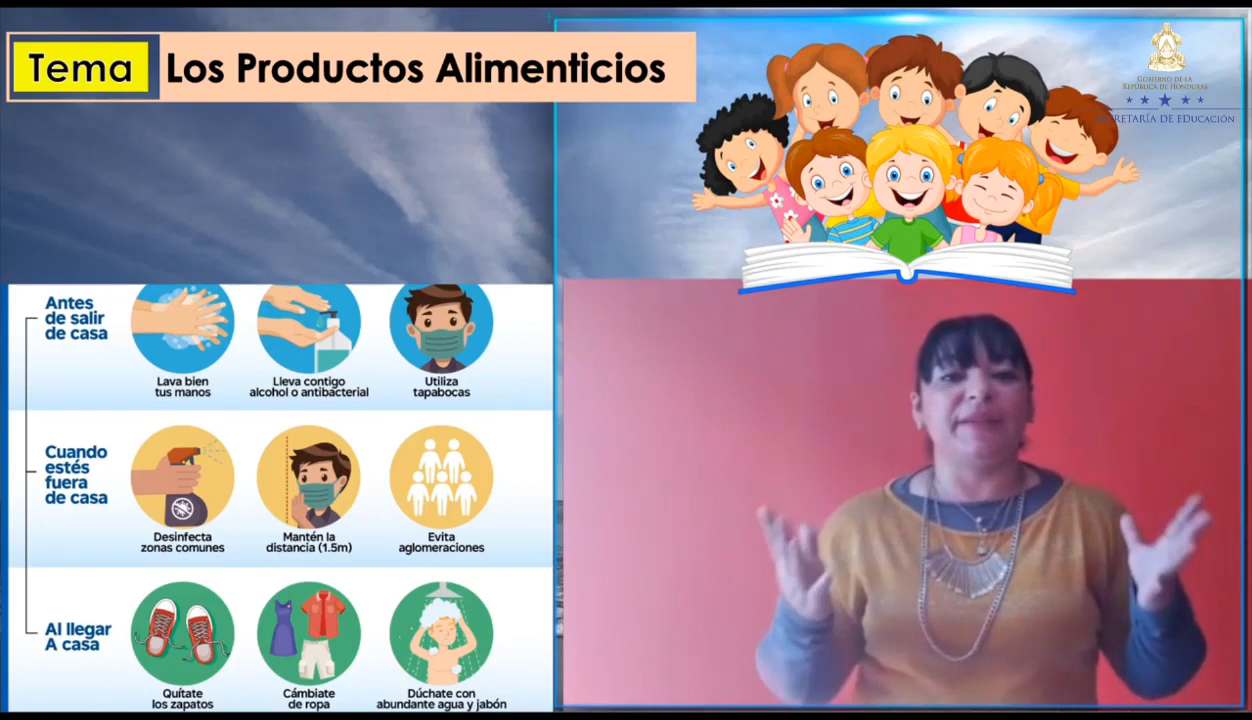 Tema
Los Productos Alimenticios
GOBIERNO DE LA
REPÚBLICA DE HONDURAS
SECRETARÍA DE EDUCACIÓN
Antes
de salir
de casa
Lava bien
tus manos
Lleva contigo
alcohol o antibacterial
Utiliza
tapabocas
Cuando
estés
fuera
de casa
Desinfecta
zonas comunes
Mantén la
distancia (1.5m)
Evita
aglomeraciones
Al llegar
A casa
Quítate
los zapatos
Cámbiate
de ropa
Dúchate con
abundante agua y jabón